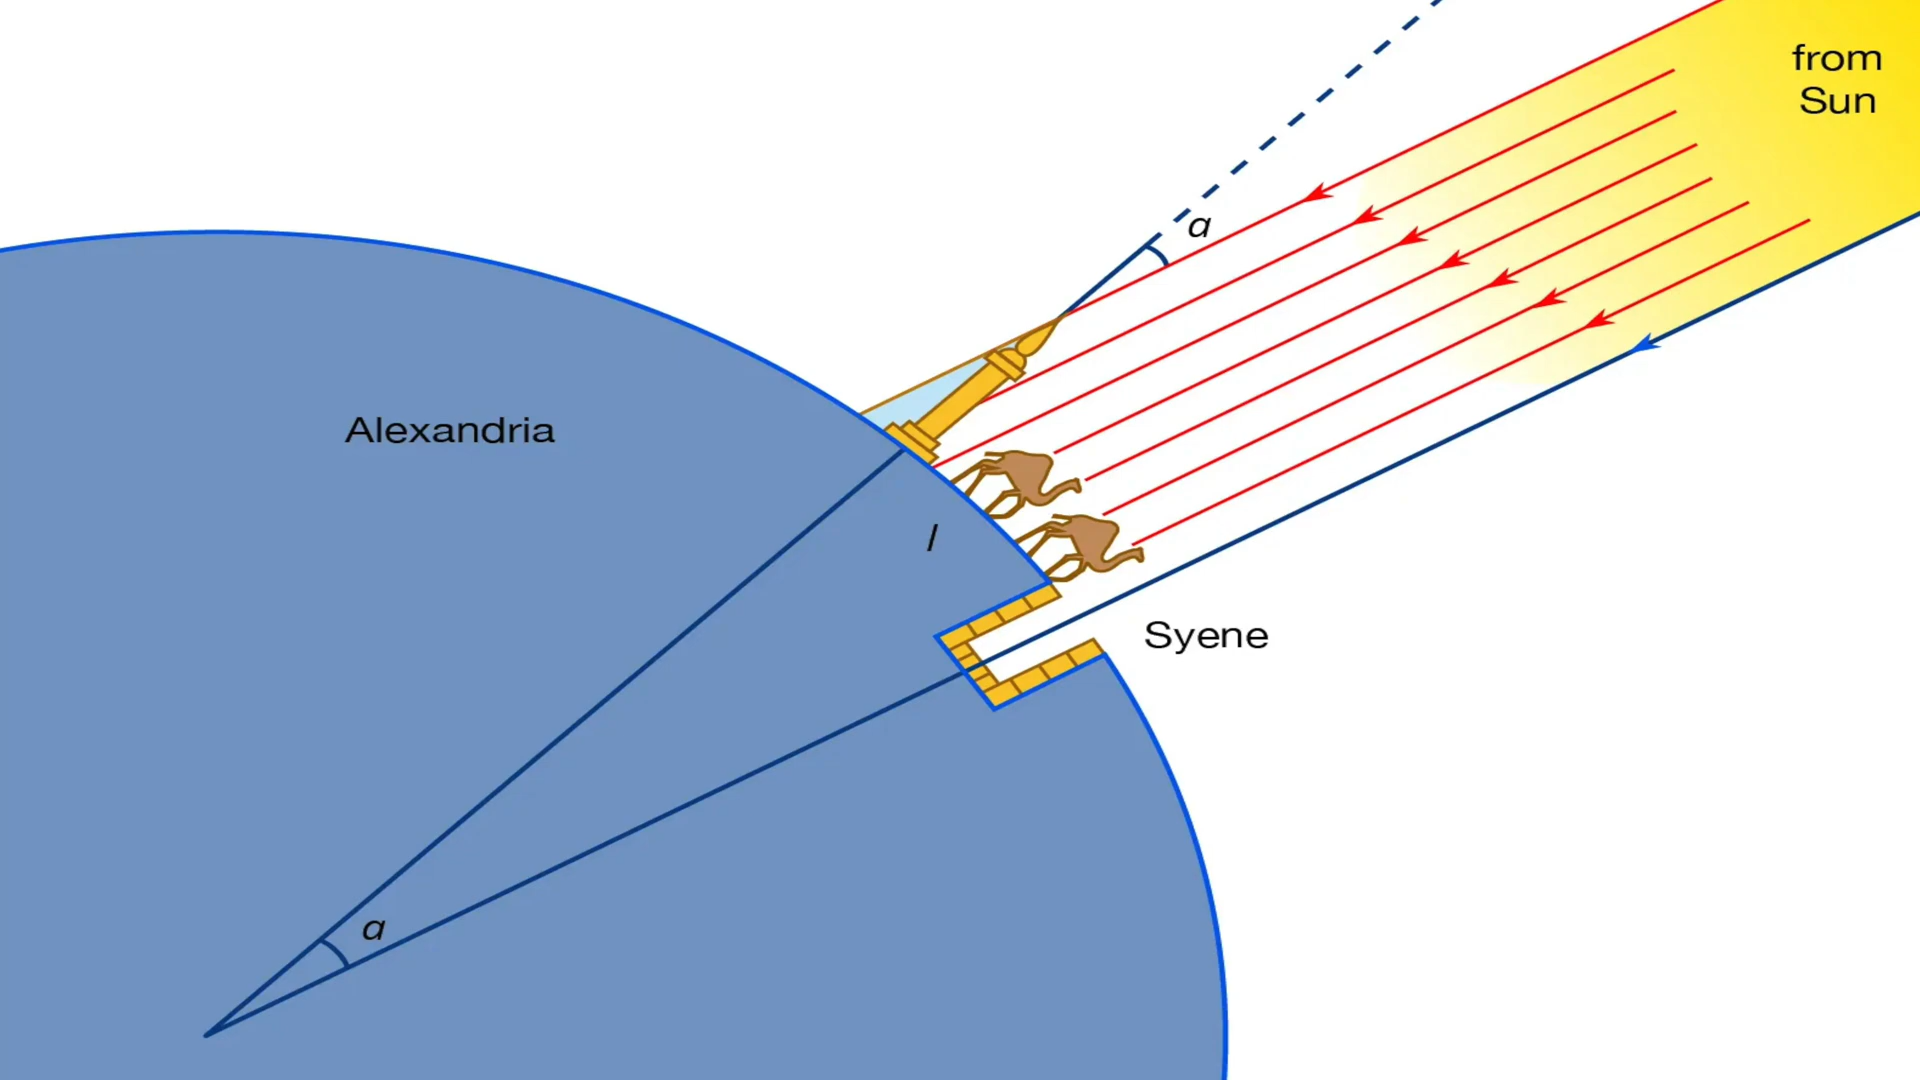 from
Sun
α
Alexandria
l
Syene
α